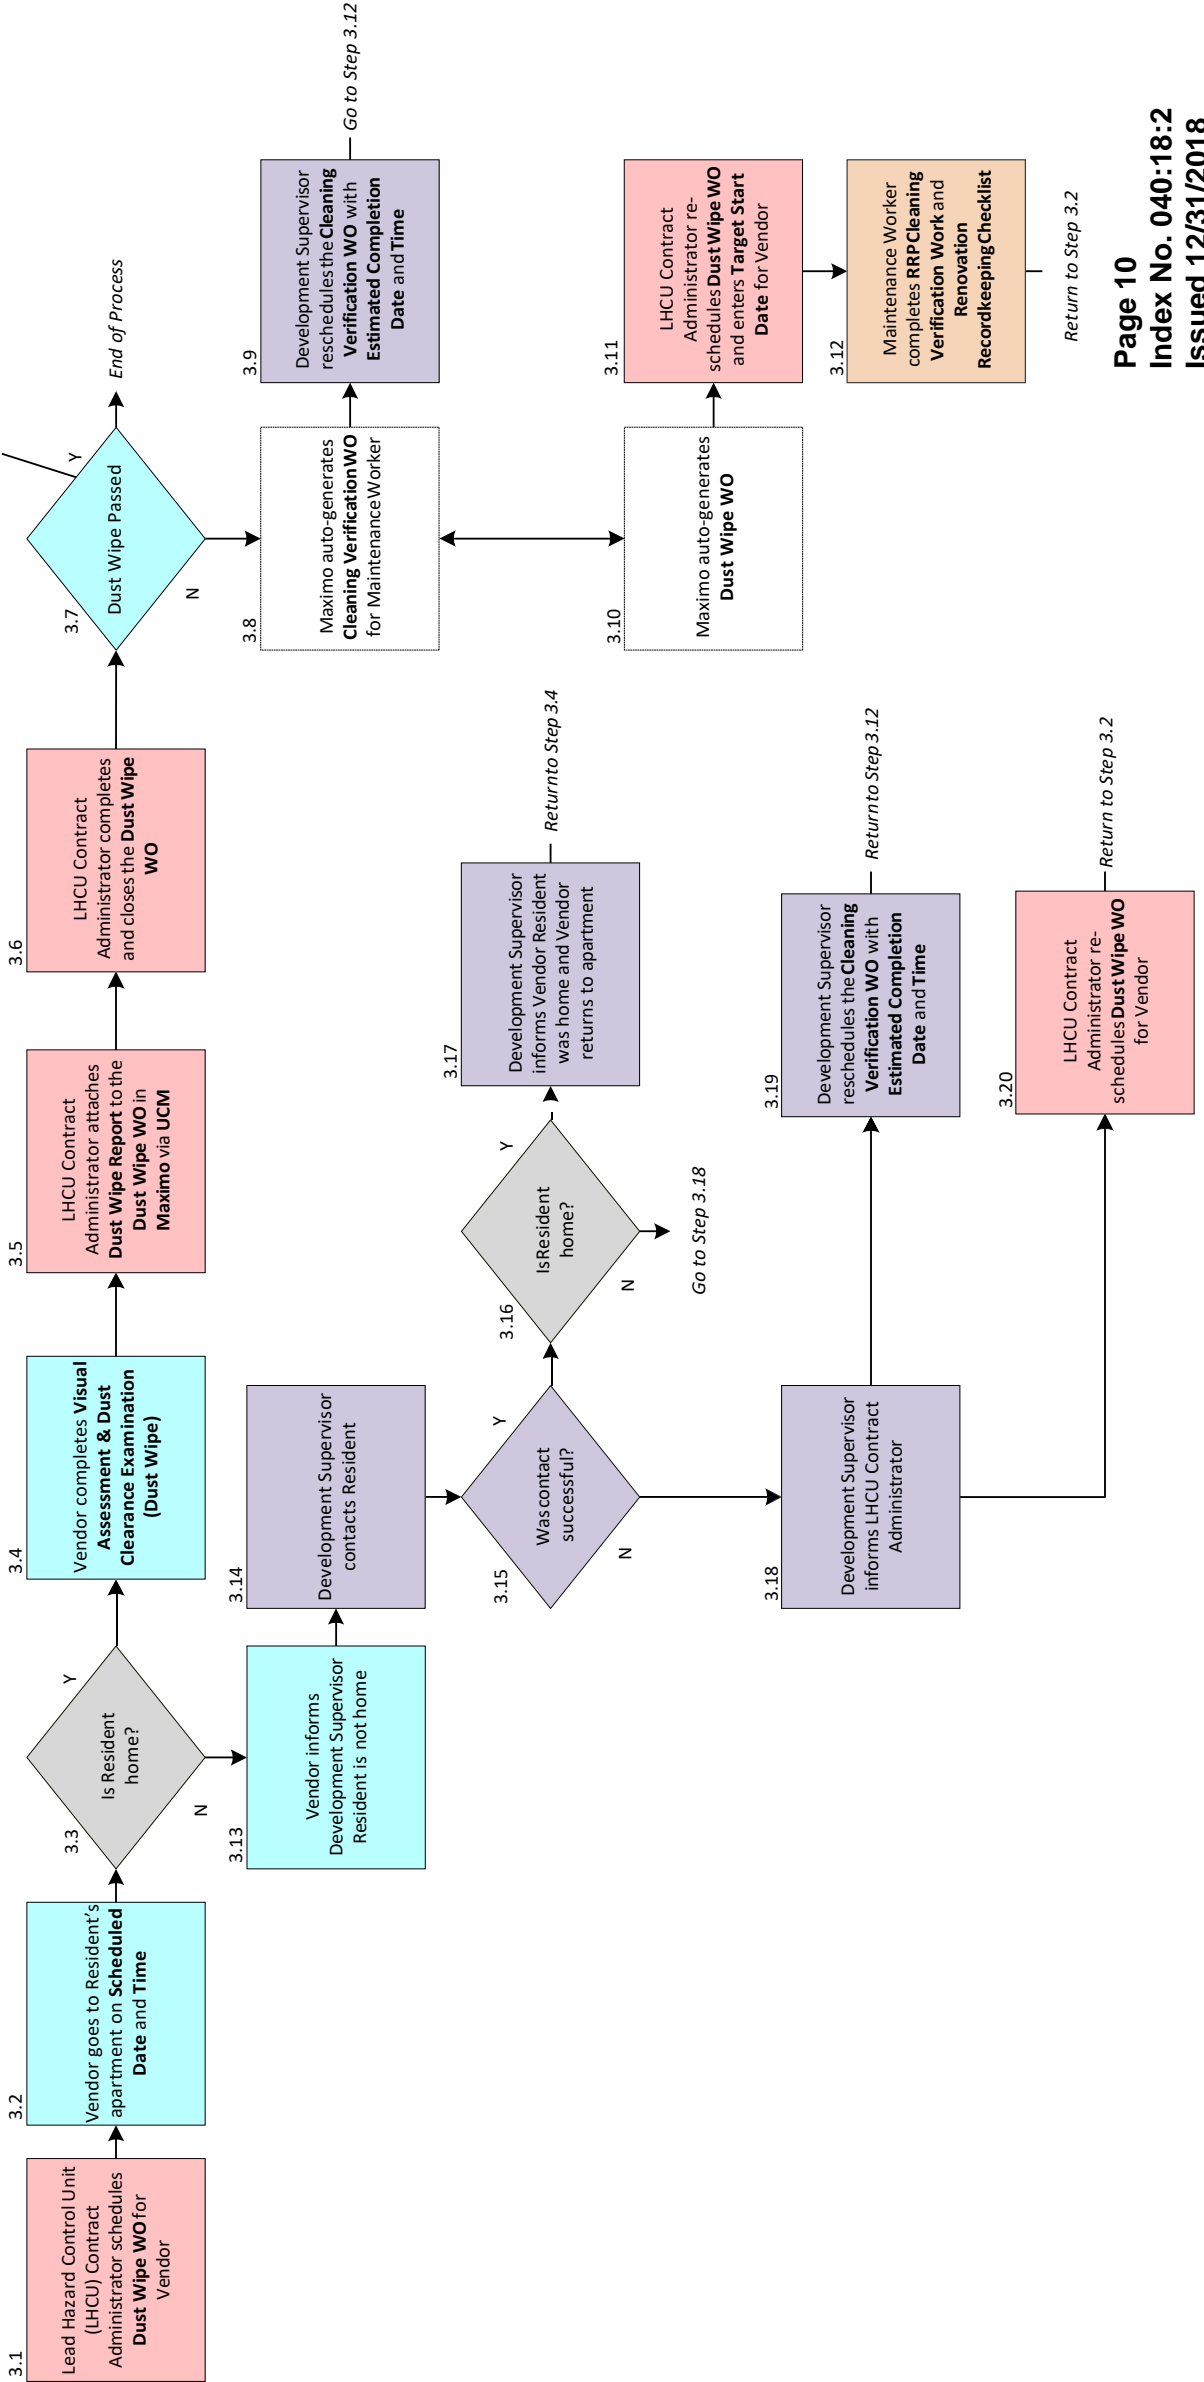 3.1
Lead Hazard Control Unit
(LHCU) Contract
Administrator schedules
Dust Wipe WO for
Vendor
3.2
Vendor goes to Resident’s
apartment on Scheduled
Date and Time
3.3
Is Resident
home?
Y
N
3.4
Vendor completes Visual
Assessment & Dust
Clearance Examination
(Dust Wipe)
3.5
LHCU Contract
Administrator attaches
Dust Wipe Report to the
Dust Wipe WO in
Maximo via UCM
3.6
LHCU Contract
Administrator completes
and closes the Dust Wipe
WO
3.7
Dust Wipe Passed
Y
N
End of Process
3.8
Maximo auto-generates
Cleaning Verification WO
for Maintenance Worker
3.9
Development Supervisor
reschedules the Cleaning
Verification WO with
Estimated Completion
Date and Time
Go to Step 3.12
3.10
Maximo auto-generates
Dust Wipe WO
3.11
LHCU Contract
Administrator re-
schedules Dust Wipe WO
and enters Target Start
Date for Vendor
3.12
Maintenance Worker
completes RRP Cleaning
Verification Work and
Renovation
Recordkeeping Checklist
Return to Step 3.2
3.13
Vendor informs
Development Supervisor
Resident is not home
3.14
Development Supervisor
contacts Resident
3.15
Was contact
successful?
Y
N
3.16
Is Resident
home?
Y
N
Go to Step 3.18
3.17
Development Supervisor
informs Vendor Resident
was home and Vendor
returns to apartment
Return to Step 3.4
3.18
Development Supervisor
informs LHCU Contract
Administrator
3.19
Development Supervisor
reschedules the Cleaning
Verification WO with
Estimated Completion
Date and Time
Return to Step 3.12
3.20
LHCU Contract
Administrator re-
schedules Dust Wipe WO
for Vendor
Return to Step 3.2
Page 10
Index No. 040:18:2
Issued 12/31/2018